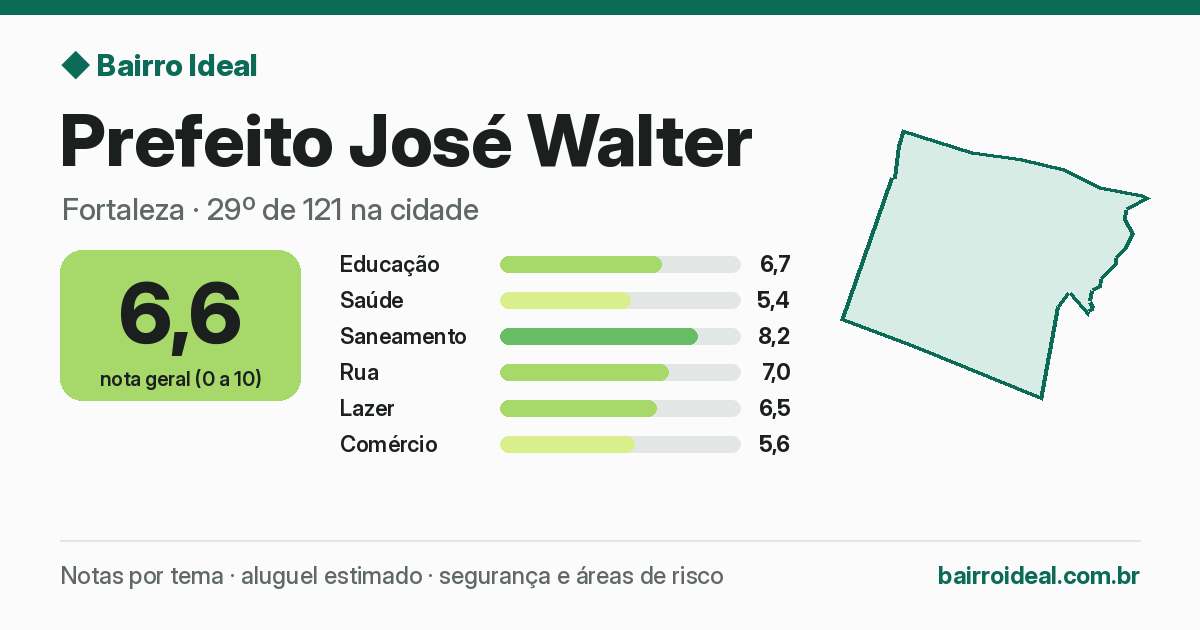 Bairro Ideal
Prefeito José Walter
Fortaleza · 29º de 121 na cidade
6,6
nota geral (0 a 10)
Educação 6,7
Saúde 5,4
Saneamento 8,2
Rua 7,0
Lazer 6,5
Comércio 5,6
Notas por tema · aluguel estimado · segurança e áreas de risco
bairroideal.com.br